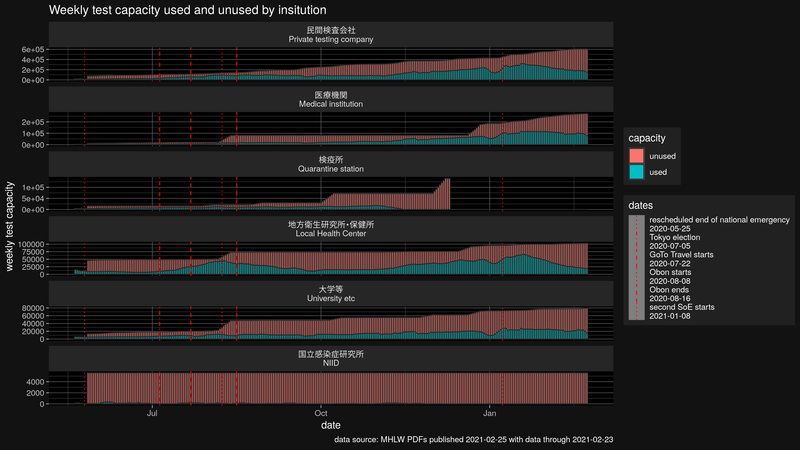 Weekly test capacity used and unused by insitution
民間検査会社
Private testing company
6e+05
4e+05
2e+05
0e+00
医療機関
Medical institution
2e+05
1e+05
0e+00
検疫所
Quarantine station
1e+05
5e+04
0e+00
地方衛生研究所・保健所
Local Health Center
100000
75000
50000
25000
0
大学等
University etc
80000
60000
40000
20000
0
国立感染症研究所
NIID
4000
2000
0
Jul
Oct
Jan
date
weekly test capacity
capacity
unused
used
dates
rescheduled end of national emergency
2020-05-25
Tokyo election
2020-07-05
GoTo Travel starts
2020-07-22
Obon starts
2020-08-08
Obon ends
2020-08-16
second SoE starts
2021-01-08
data source: MHLW PDFs published 2021-02-25 with data through 2021-02-23